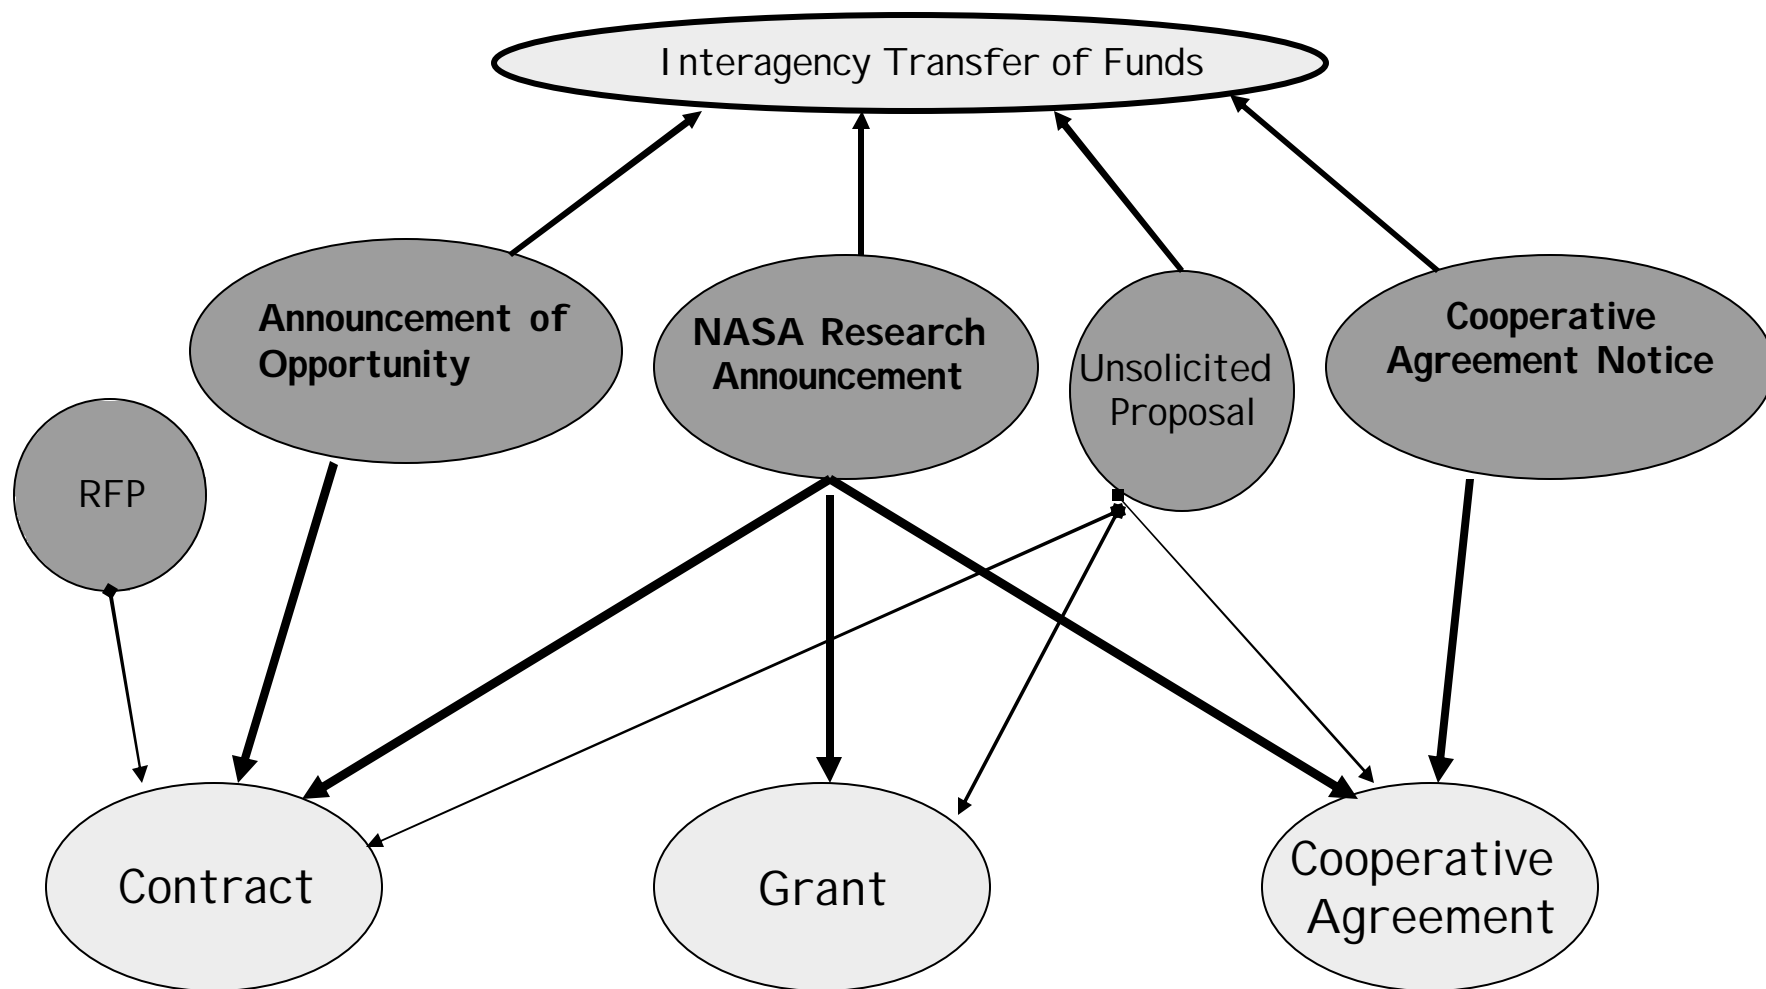 Interagency Transfer of Funds
Announcement of
Opportunity
NASA Research
Announcement
Unsolicited
Proposal
Cooperative
Agreement Notice
RFP
Contract
Grant
Cooperative
Agreement